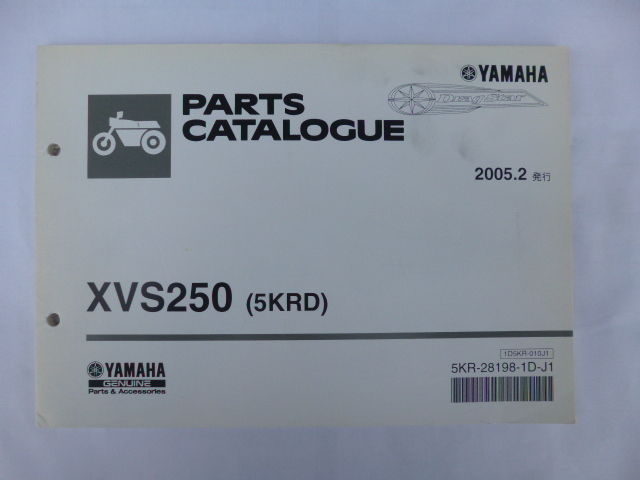 YAMAHA
DragStar
PARTS
CATALOGUE
2005.2 発行
XVS250 (5KRD)
1D5KR-010J1
YAMAHA
GENUINE
Parts & Accessories
5KR-28198-1D-J1